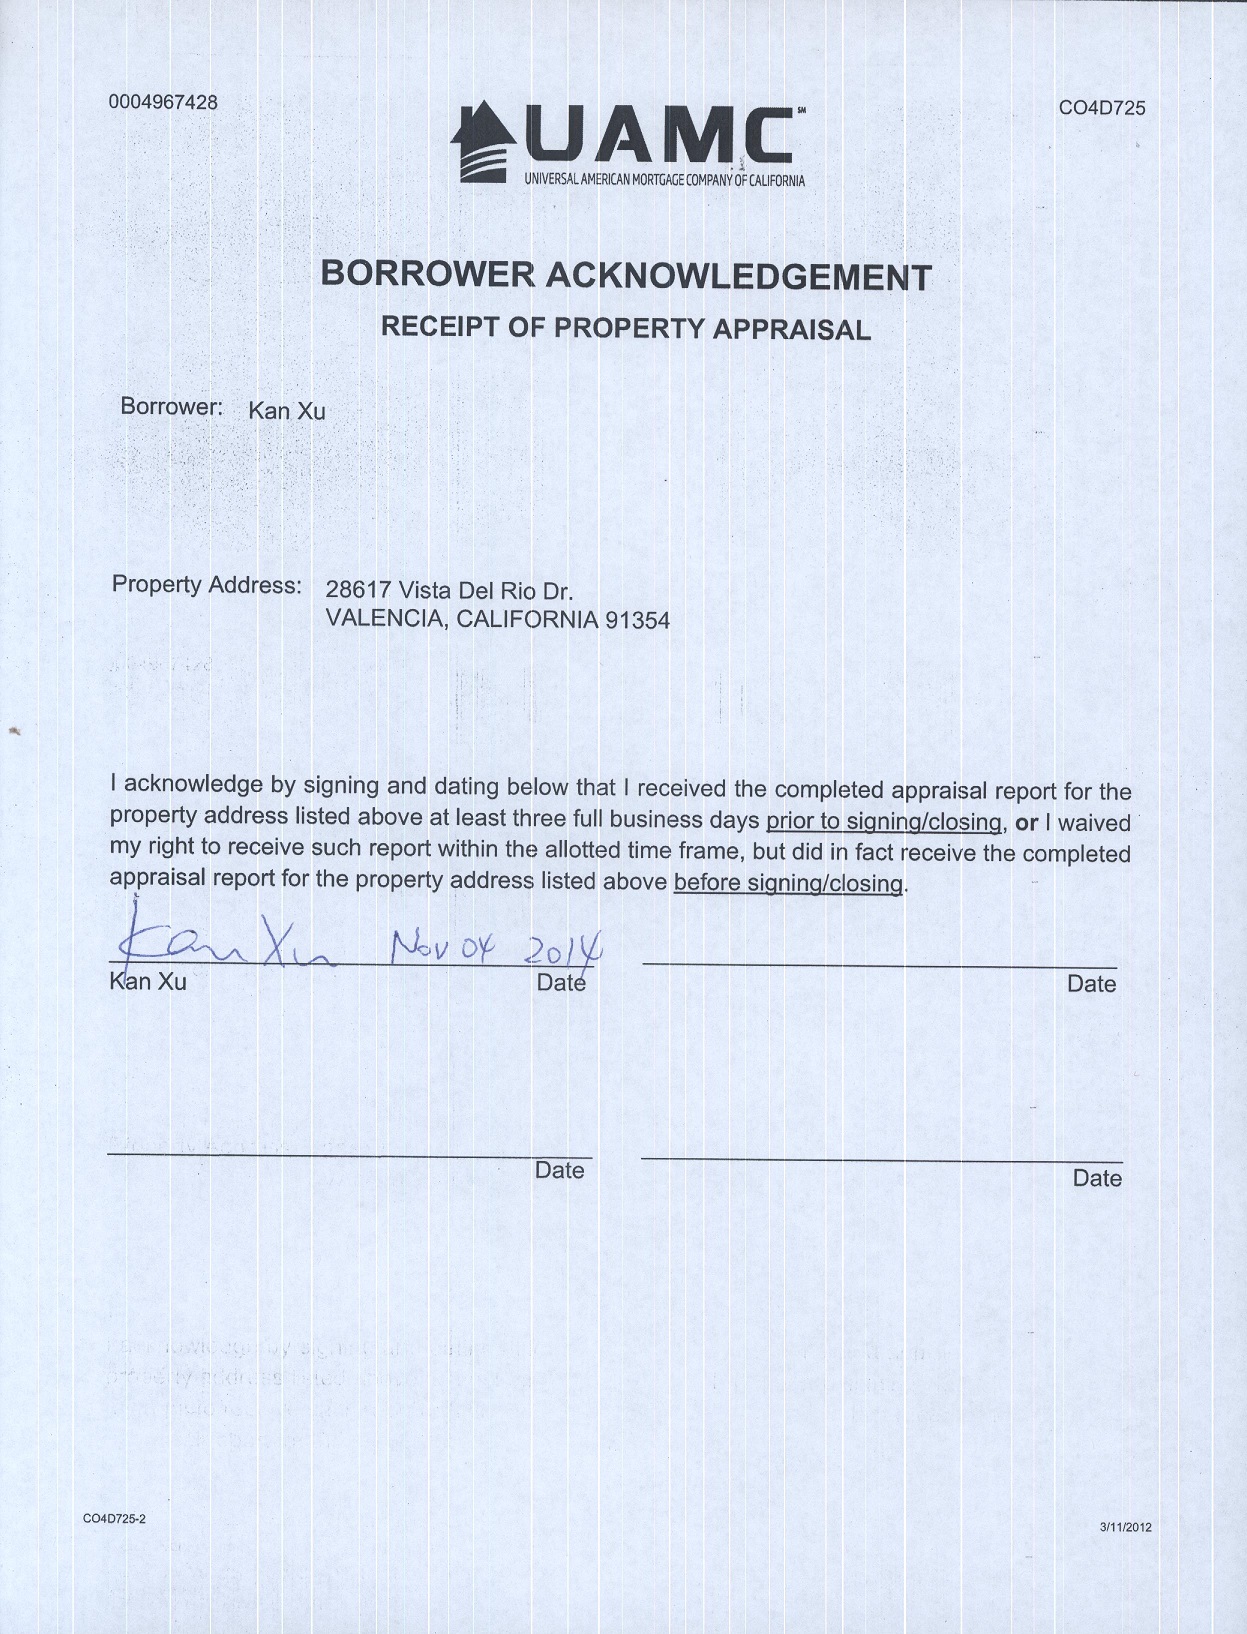 0004967428
CO4D725
UAMC℠
UNIVERSAL AMERICAN MORTGAGE COMPANY OF CALIFORNIA
BORROWER ACKNOWLEDGEMENT
RECEIPT OF PROPERTY APPRAISAL
Borrower: Kan Xu
Property Address: 28617 Vista Del Rio Dr.
VALENCIA, CALIFORNIA 91354
I acknowledge by signing and dating below that I received the completed appraisal report for the
property address listed above at least three full business days prior to signing/closing, or I waived
my right to receive such report within the allotted time frame, but did in fact receive the completed
appraisal report for the property address listed above before signing/closing.
Kan Xu Nov 04 2014
Kan Xu Date
Date
Date
Date
CO4D725-2
3/11/2012